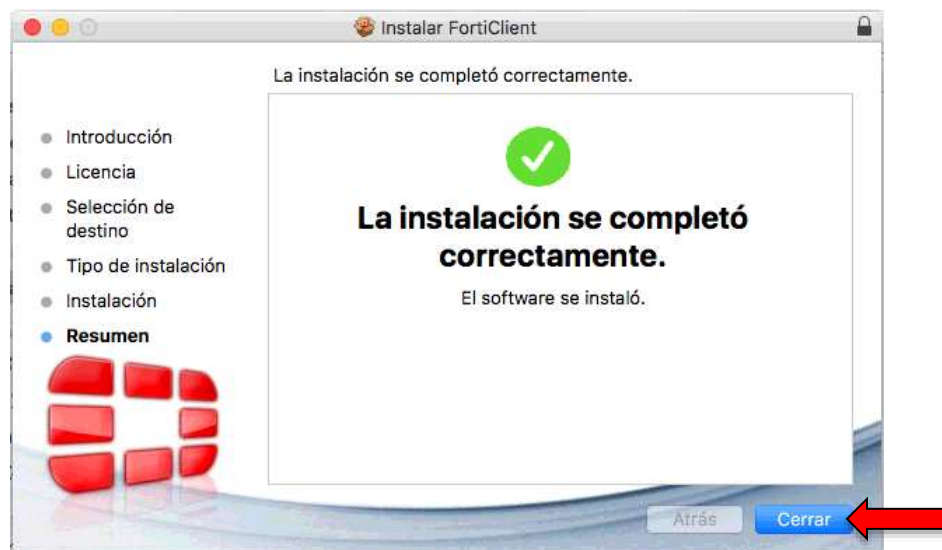 Instalar FortiClient
La instalación se completó correctamente.
Introducción
Licencia
Selección de
destino
Tipo de instalación
Instalación
Resumen
La instalación se completó
correctamente.
El software se instaló.
Atrás
Cerrar